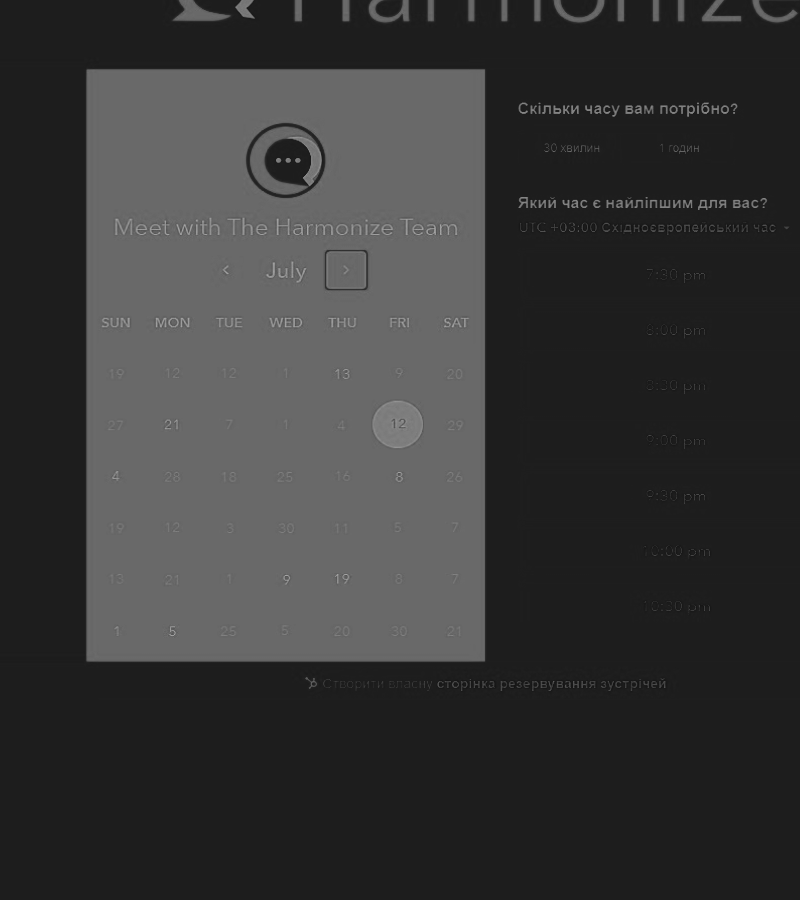 Harmonize
Meet with The Harmonize Team
July
SUN MON TUE WED THU FRI SAT
19 12 12 1 13 9 20
27 21 7 1 4 12 29
4 28 18 25 16 8 26
19 12 3 30 11 5 7
13 21 1 9 19 8 7
1 5 25 5 20 30 21
Скільки часу вам потрібно?
30 хвилин 1 годин
Який час є найліпшим для вас?
UTC +03:00 Східноєвропейський час
7:30 pm
8:00 pm
8:30 pm
9:00 pm
9:30 pm
10:00 pm
10:30 pm
Створити власну сторінка резервування зустрічей